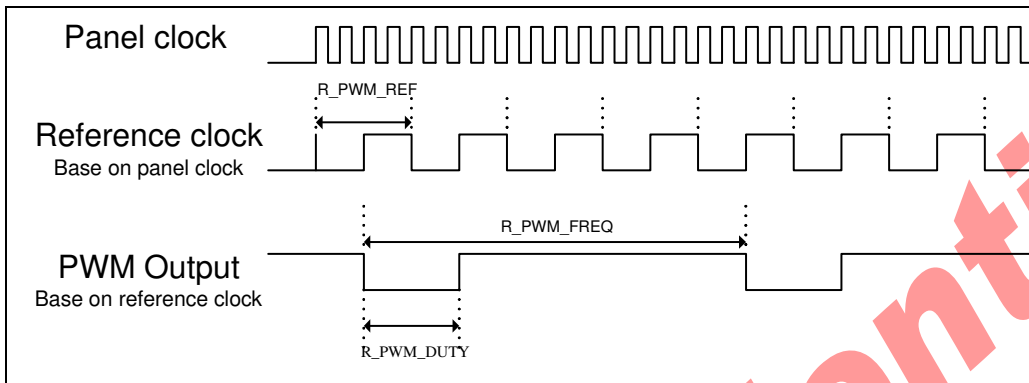 Panel clock
R_PWM_REF
Reference clock
Base on panel clock
R_PWM_FREQ
PWM Output
Base on reference clock
R_PWM_DUTY